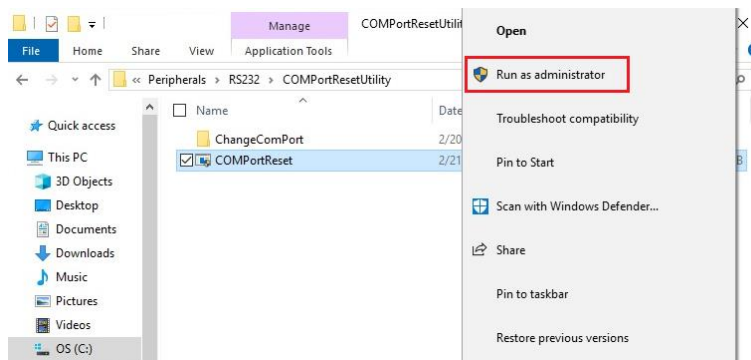 Manage
COMPortResetUtilit
File
Home
Share
View
Application Tools
« Peripherals › RS232 › COMPortResetUtility
Name
Date
ChangeComPort
2/20
COMPortReset
2/21
B
Quick access
This PC
3D Objects
Desktop
Documents
Downloads
Music
Pictures
Videos
OS (C:)
Open
Run as administrator
Troubleshoot compatibility
Pin to Start
Scan with Windows Defender...
Share
Pin to taskbar
Restore previous versions